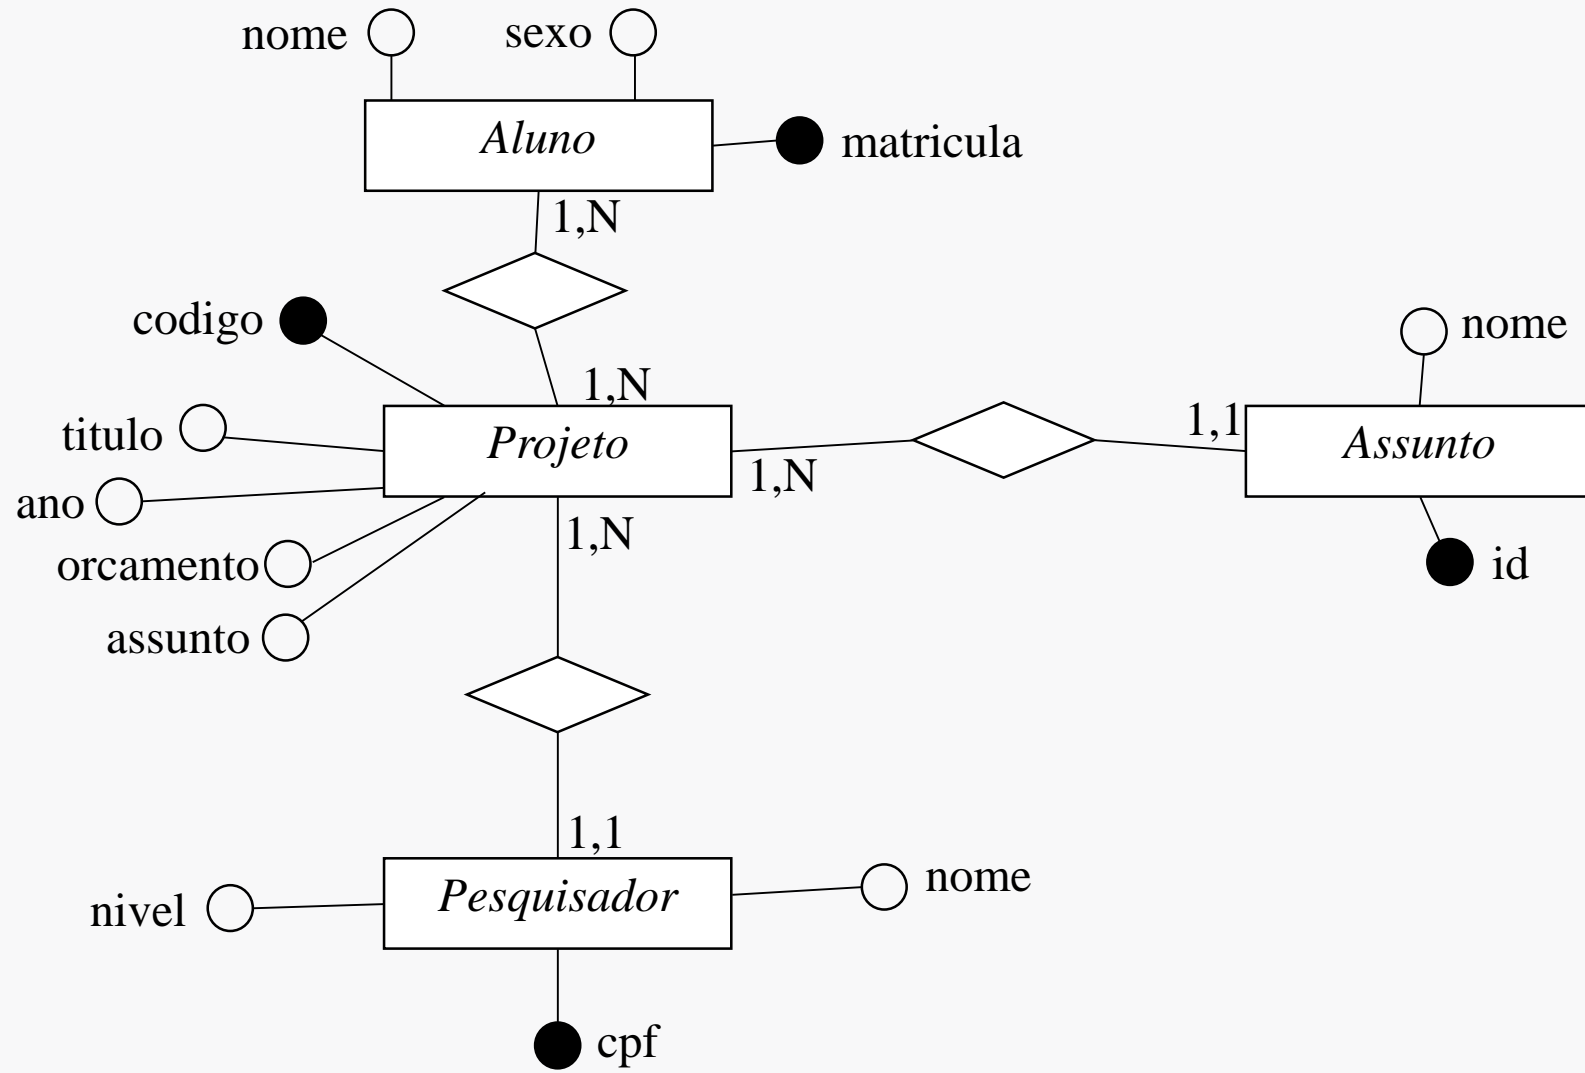 nome
sexo
Aluno
matricula
1,N
codigo
1,N
nome
titulo
Projeto
1,N
1,1
Assunto
ano
1,N
orcamento
id
assunto
1,1
nivel
Pesquisador
nome
cpf